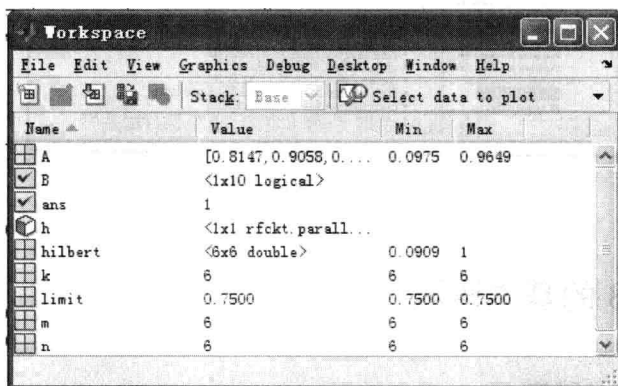 Workspace
File Edit View Graphics Debug Desktop Window Help
Stack: Base Select data to plot
Name Value Min Max
A [0.8147,0.9058,0.... 0.0975 0.9649
B <1x10 logical>
ans 1
h <1x1 rfckt.parall...
hilbert <6x6 double> 0.0909 1
k 6 6 6
limit 0.7500 0.7500 0.7500
m 6 6 6
n 6 6 6